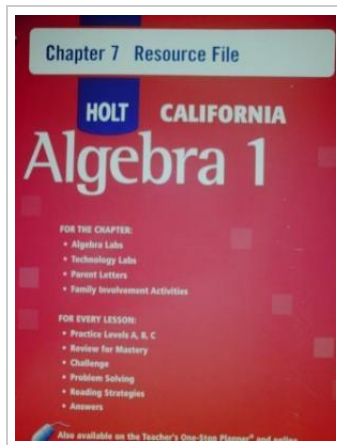 Chapter 7 Resource File
HOLT CALIFORNIA
Algebra 1
FOR THE CHAPTER:
• Algebra Labs
• Technology Labs
• Parent Letters
• Family Involvement Activities
FOR EVERY LESSON:
• Practice Levels A, B, C
• Review for Mastery
• Challenge
• Problem Solving
• Reading Strategies
• Answers
Also available on the Teacher's One-Stop Planner® and online